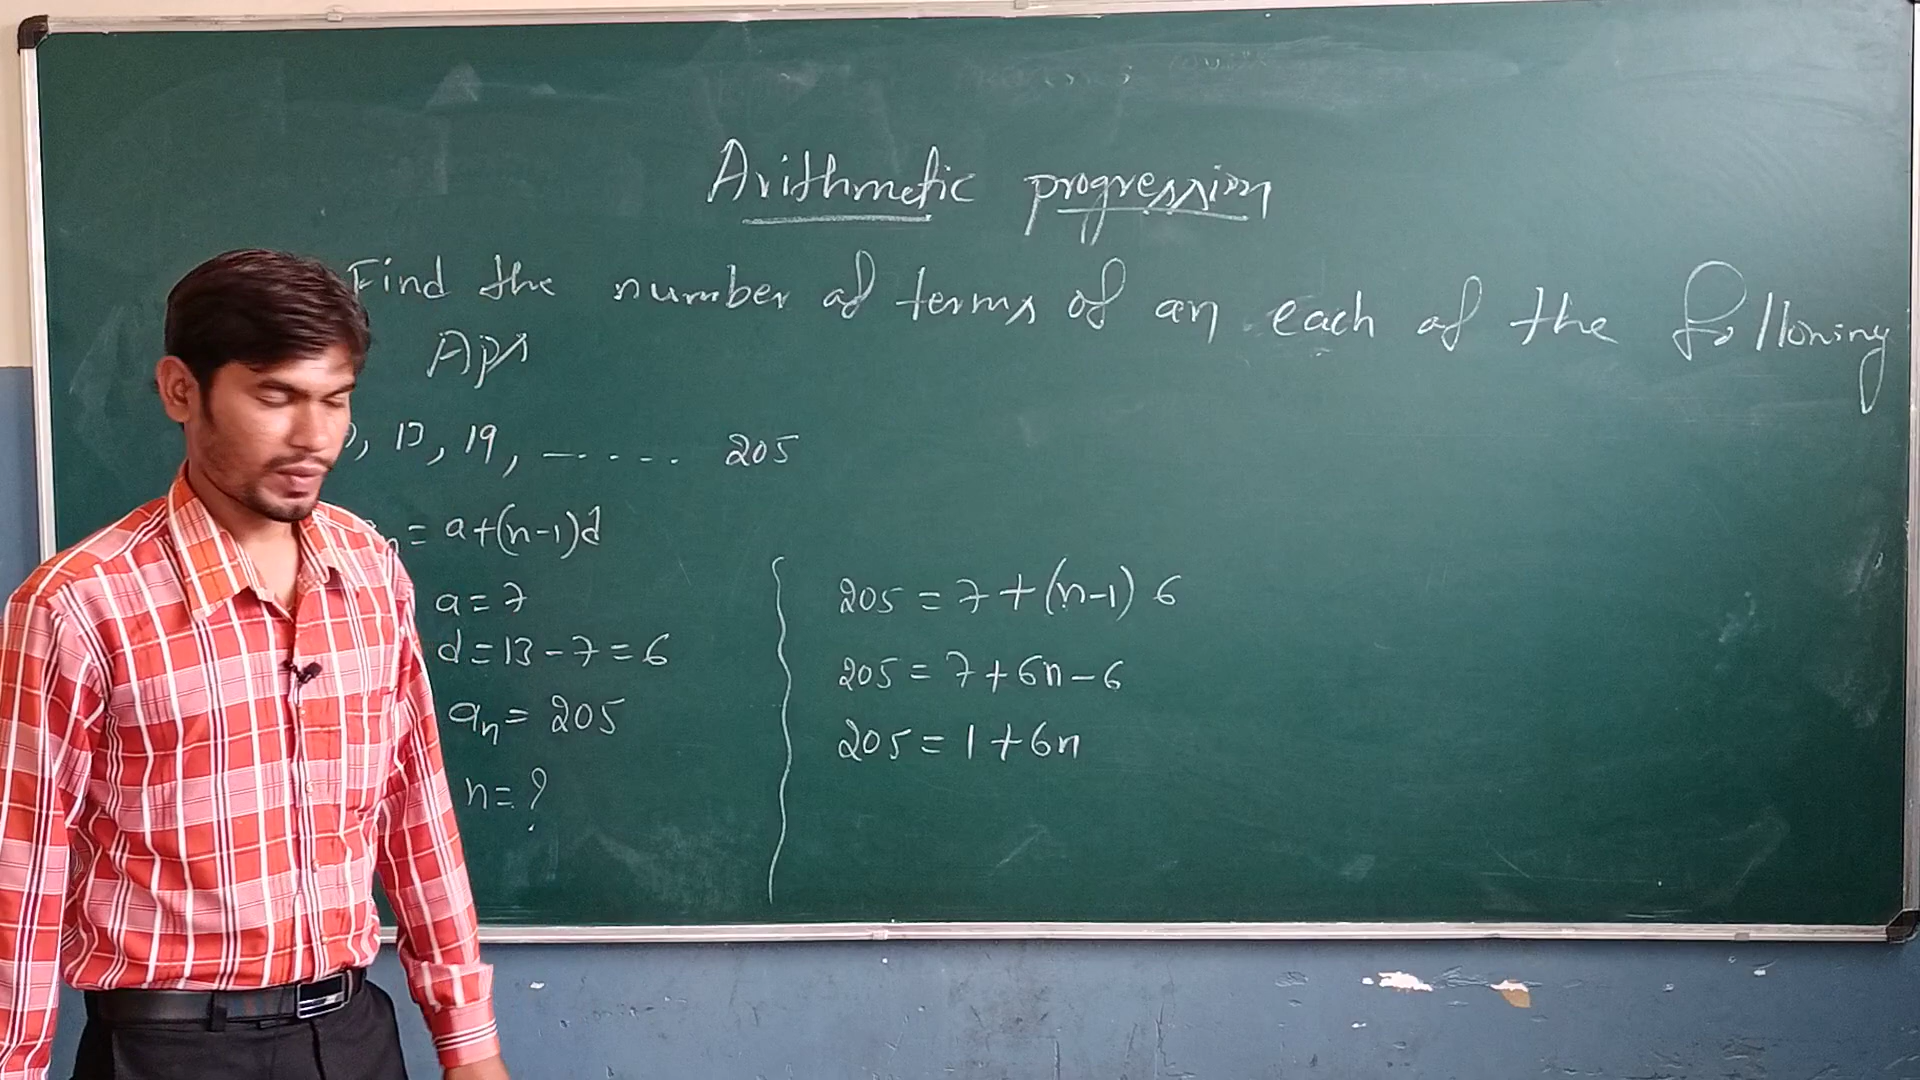 Arithmetic progression
Find the number of terms of an each of the following
APs
, 13, 19, ...... 205
n = a+(n-1)d
a = 7
d = 13 - 7 = 6
an = 205
n = ?
205 = 7 + (n-1) 6
205 = 7 + 6n - 6
205 = 1 + 6n